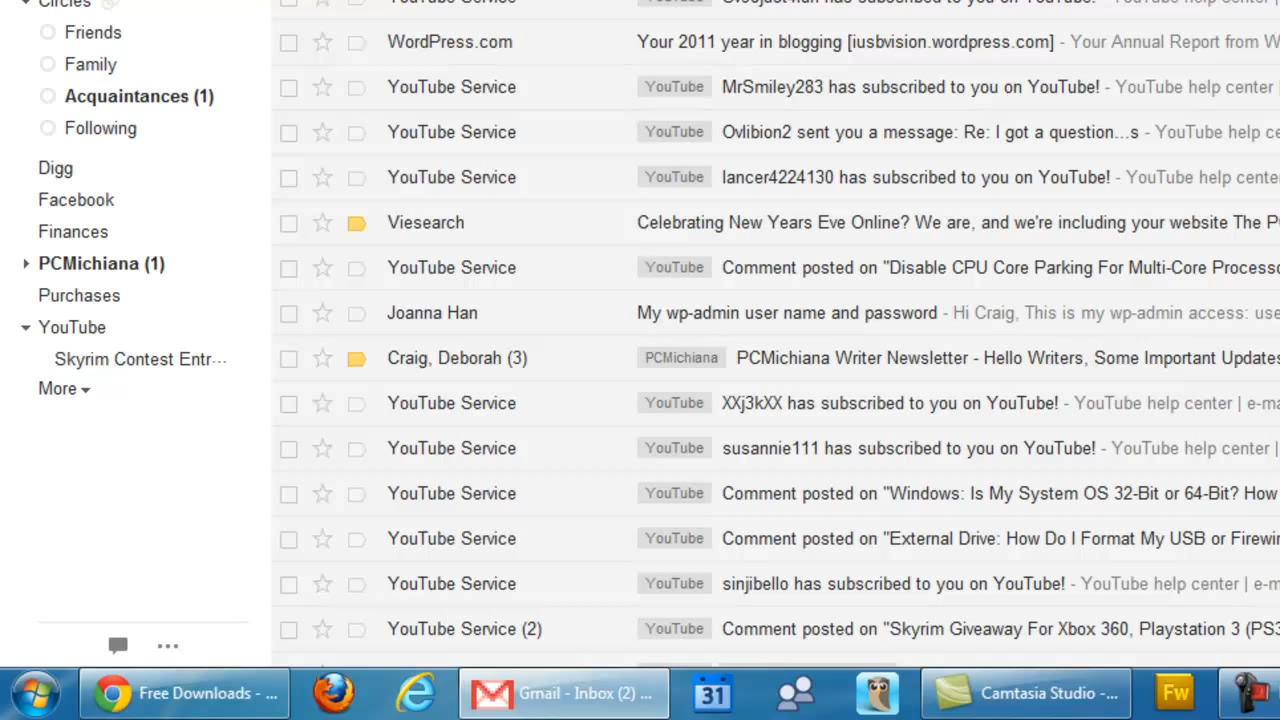 Circles
Friends
Family
Acquaintances (1)
Following
Digg
Facebook
Finances
PCMichiana (1)
Purchases
YouTube
Skyrim Contest Entr...
More
YouTube has subscribed to you on YouTube! - YouTube help center
WordPress.com Your 2011 year in blogging [iusbvision.wordpress.com] - Your Annual Report from W
YouTube Service YouTube MrSmiley283 has subscribed to you on YouTube! - YouTube help center
YouTube Service YouTube Ovlibion2 sent you a message: Re: I got a question...s - YouTube help ce
YouTube Service YouTube lancer4224130 has subscribed to you on YouTube! - YouTube help cente
Viesearch Celebrating New Years Eve Online? We are, and we're including your website The P
YouTube Service YouTube Comment posted on "Disable CPU Core Parking For Multi-Core Processo
Joanna Han My wp-admin user name and password - Hi Craig, This is my wp-admin access: use
Craig, Deborah (3) PCMichiana PCMichiana Writer Newsletter - Hello Writers, Some Important Updates
YouTube Service YouTube XXj3kXX has subscribed to you on YouTube! - YouTube help center | e-ma
YouTube Service YouTube susannie111 has subscribed to you on YouTube! - YouTube help center |
YouTube Service YouTube Comment posted on "Windows: Is My System OS 32-Bit or 64-Bit? How
YouTube Service YouTube Comment posted on "External Drive: How Do I Format My USB or Firewir
YouTube Service YouTube sinjibello has subscribed to you on YouTube! - YouTube help center | e-m
YouTube Service (2) YouTube Comment posted on "Skyrim Giveaway For Xbox 360, Playstation 3 (PS3
Free Downloads - ... Gmail - Inbox (2) ... 31 Camtasia Studio -... Fw